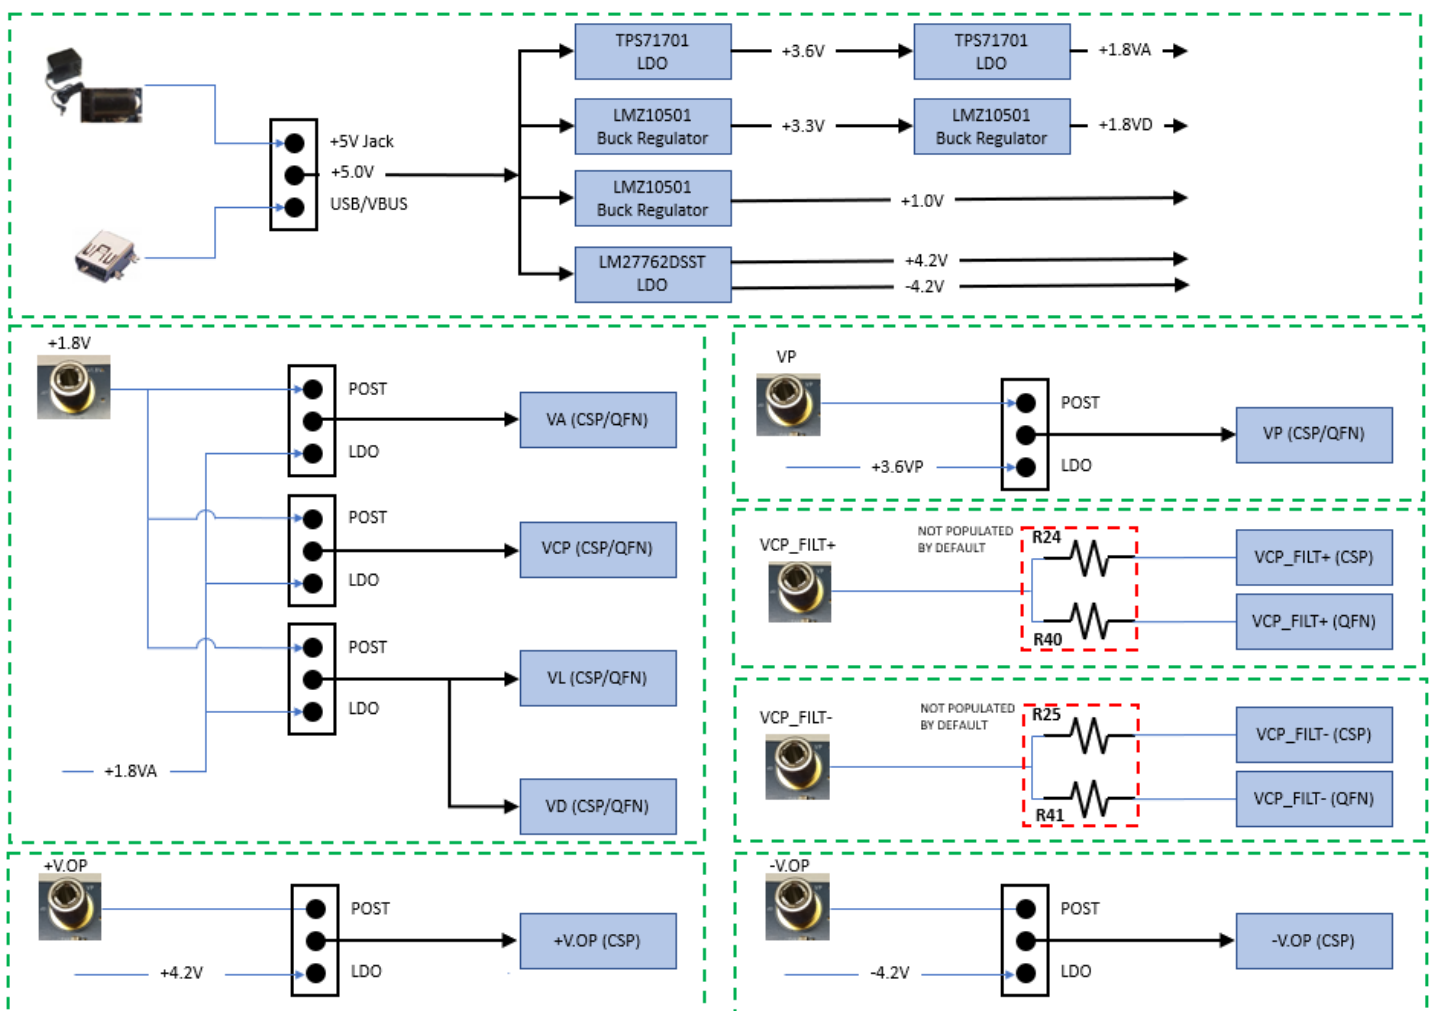 TPS71701
LDO
+3.6V
TPS71701
LDO
+1.8VA
LMZ10501
Buck Regulator
+3.3V
LMZ10501
Buck Regulator
+1.8VD
+5V Jack
+5.0V
USB/VBUS
LMZ10501
Buck Regulator
+1.0V
LM27762DSST
LDO
+4.2V
-4.2V
+1.8V
POST
LDO
VA (CSP/QFN)
POST
LDO
VCP (CSP/QFN)
POST
LDO
VL (CSP/QFN)
+1.8VA
VD (CSP/QFN)
VP
POST
+3.6VP
LDO
VP (CSP/QFN)
VCP_FILT+
NOT POPULATED
BY DEFAULT
R24
R40
VCP_FILT+ (CSP)
VCP_FILT+ (QFN)
VCP_FILT-
NOT POPULATED
BY DEFAULT
R25
R41
VCP_FILT- (CSP)
VCP_FILT- (QFN)
+V.OP
POST
+4.2V
LDO
+V.OP (CSP)
-V.OP
POST
-4.2V
LDO
-V.OP (CSP)